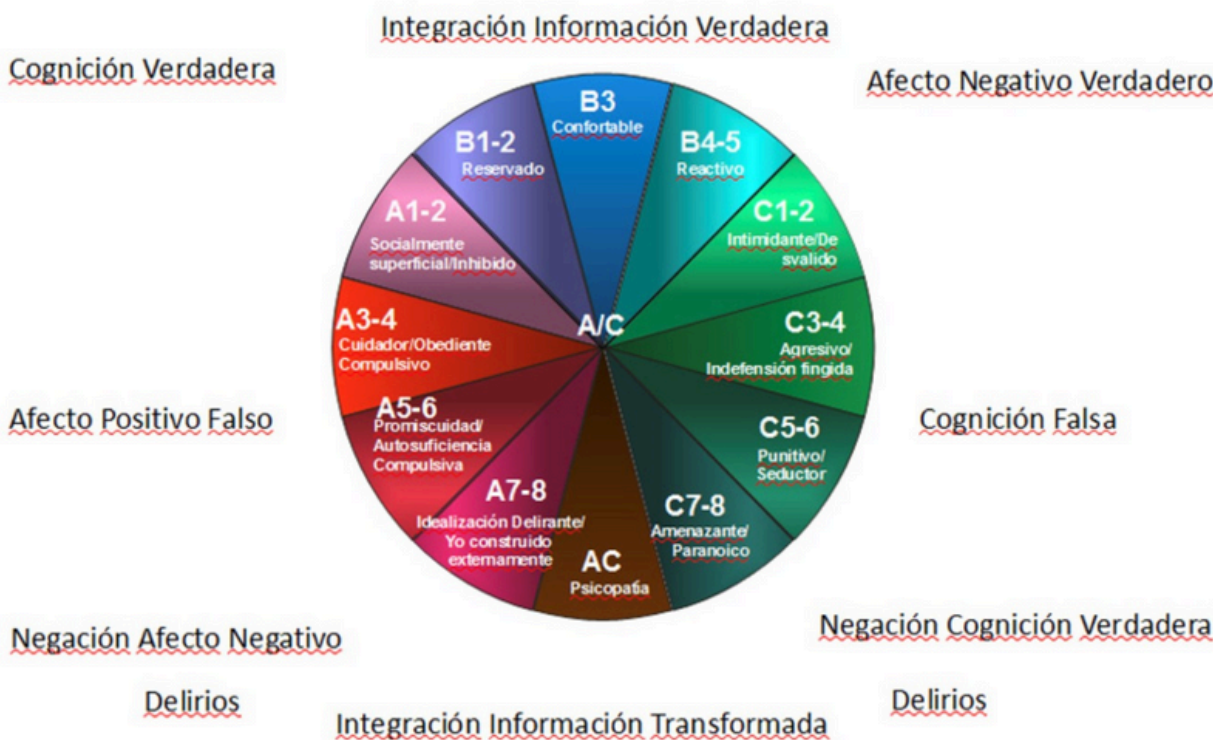 Integración Información Verdadera
Cognición Verdadera
Afecto Negativo Verdadero
B3
Confortable
B1-2
Reservado
B4-5
Reactivo
A1-2
Socialmente
superficial/Inhibido
C1-2
Intimidante/De
svalido
A/C
A3-4
Cuidador/Obediente
Compulsivo
C3-4
Agresivo/
Indefensión fingida
Afecto Positivo Falso
A5-6
Promiscuidad/
Autosuficiencia
Compulsiva
C5-6
Punitivo/
Seductor
Cognición Falsa
A7-8
Idealización Delirante/
Yo construido
externamente
C7-8
Amenazante/
Paranoico
AC
Psicopatía
Negación Afecto Negativo
Negación Cognición Verdadera
Delirios
Delirios
Integración Información Transformada